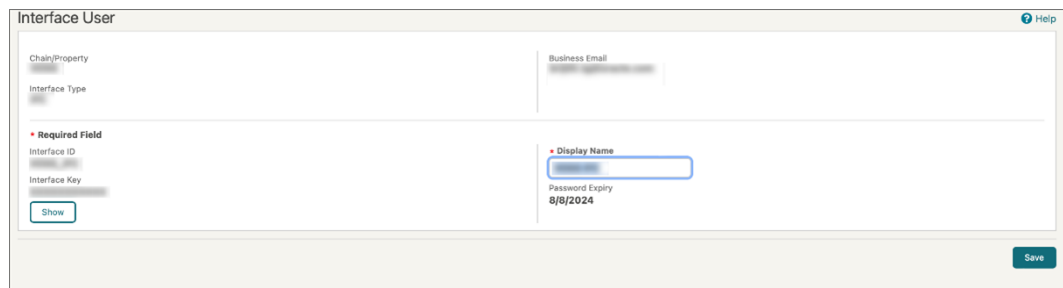 Interface User
Help
Chain/Property
Business Email
Interface Type
* Required Field
Interface ID
* Display Name
Interface Key
Password Expiry
Show
8/8/2024
Save